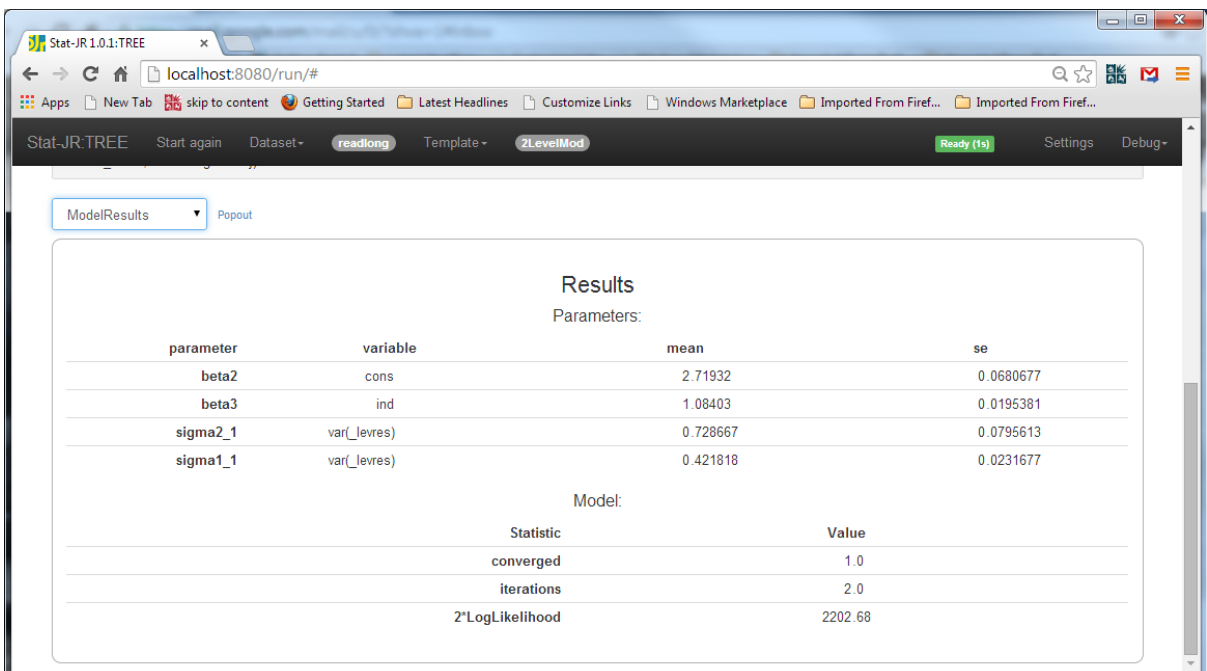 Stat-JR 1.0.1:TREE ×
localhost:8080/run/#
Apps New Tab skip to content Getting Started Latest Headlines Customize Links Windows Marketplace Imported From Firef... Imported From Firef...
Stat-JR:TREE Start again Dataset readlong Template 2LevelMod Ready (1s) Settings Debug
ModelResults Popout
Results
Parameters:
parameter variable mean se
beta2 cons 2.71932 0.0680677
beta3 ind 1.08403 0.0195381
sigma2_1 var(_levres) 0.728667 0.0795613
sigma1_1 var(_levres) 0.421818 0.0231677
Model:
Statistic Value
converged 1.0
iterations 2.0
2*LogLikelihood 2202.68